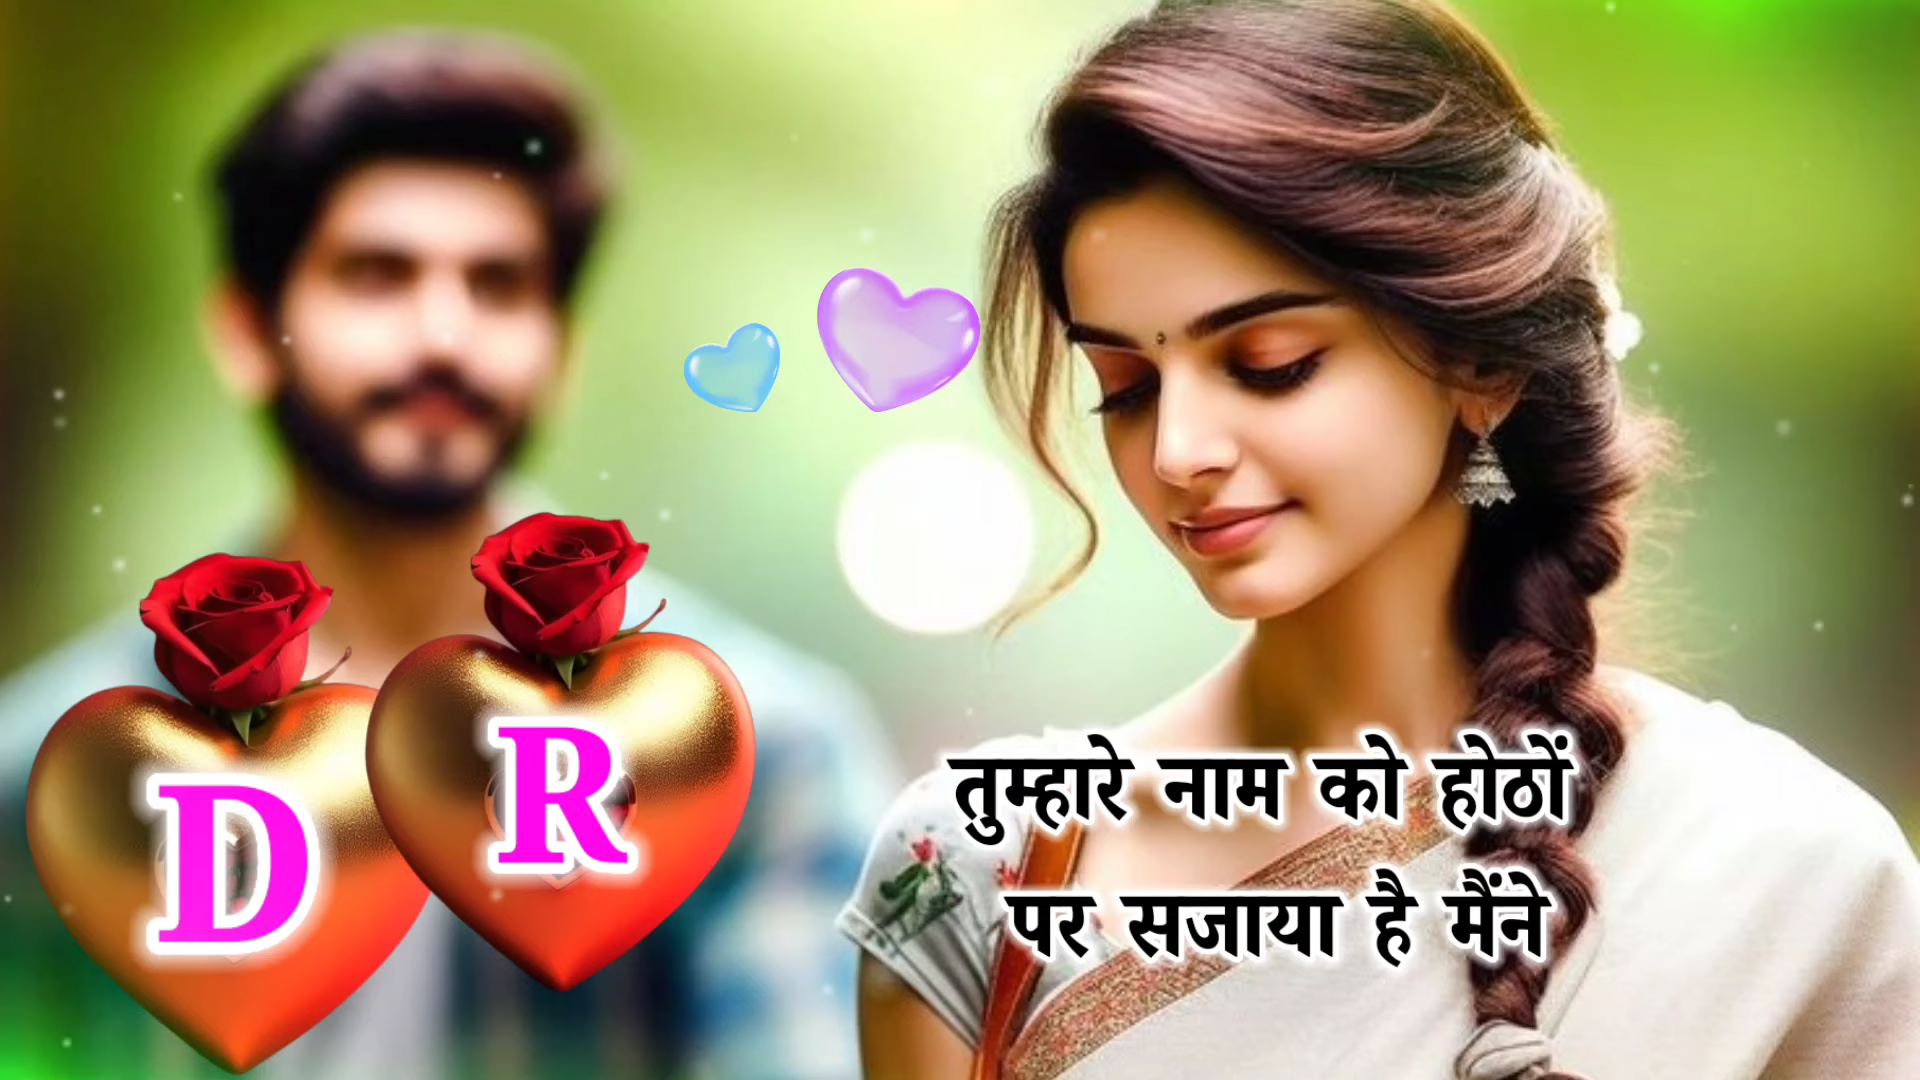 D
R
तुम्हारे नाम को होठों
पर सजाया है मैंने